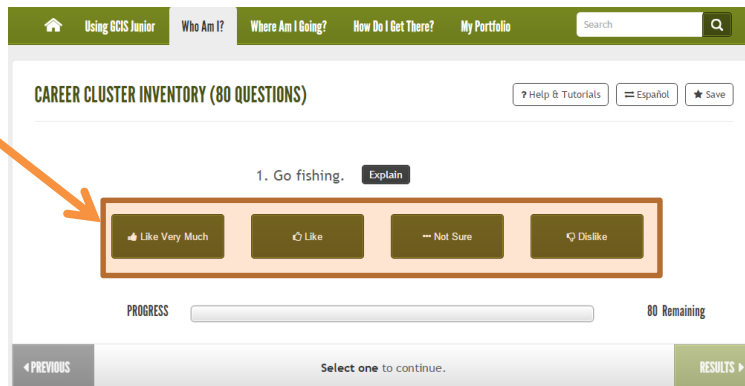 Using GCIS Junior Who Am I? Where Am I Going? How Do I Get There? My Portfolio Search
CAREER CLUSTER INVENTORY (80 QUESTIONS) ? Help & Tutorials Español Save
1. Go fishing. Explain
Like Very Much Like ••• Not Sure Dislike
PROGRESS 80 Remaining
PREVIOUS Select one to continue. RESULTS